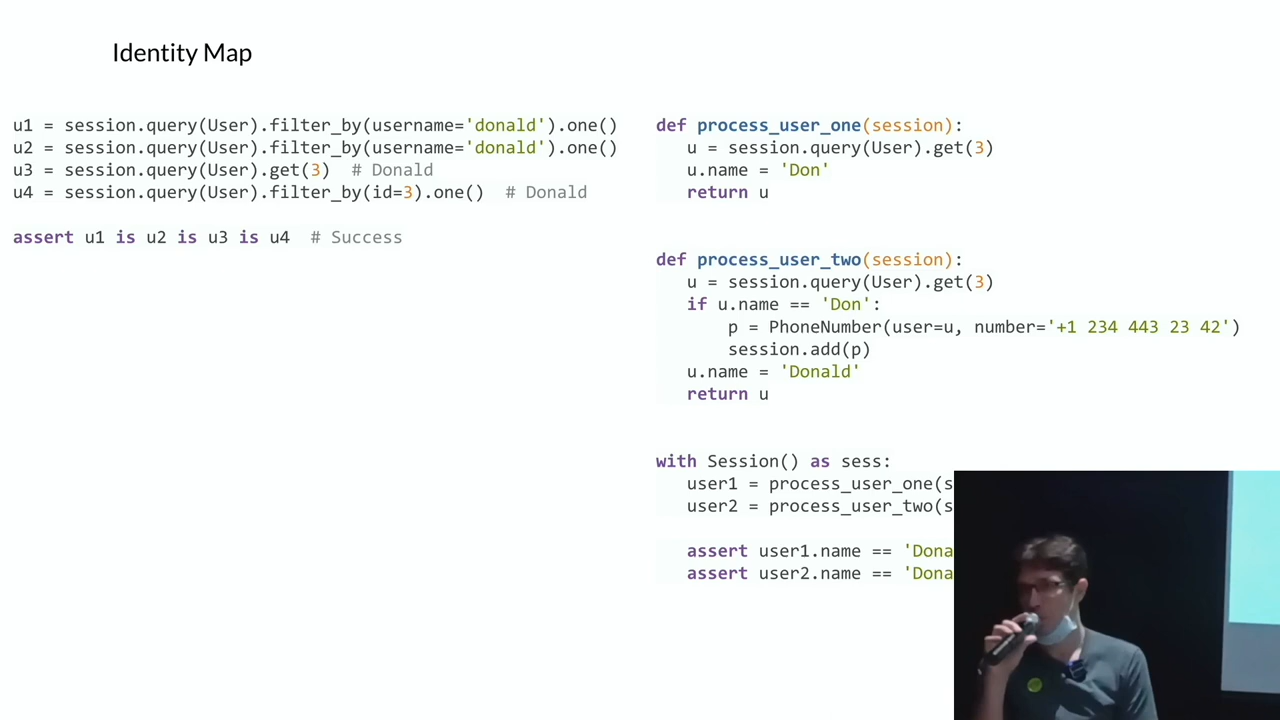 Identity Map
u1 = session.query(User).filter_by(username='donald').one()
u2 = session.query(User).filter_by(username='donald').one()
u3 = session.query(User).get(3)  # Donald
u4 = session.query(User).filter_by(id=3).one()  # Donald
assert u1 is u2 is u3 is u4  # Success
def process_user_one(session):
u = session.query(User).get(3)
u.name = 'Don'
return u
def process_user_two(session):
u = session.query(User).get(3)
if u.name == 'Don':
p = PhoneNumber(user=u, number='+1 234 443 23 42')
session.add(p)
u.name = 'Donald'
return u
with Session() as sess:
user1 = process_user_one(s
user2 = process_user_two(s
assert user1.name == 'Dona
assert user2.name == 'Dona